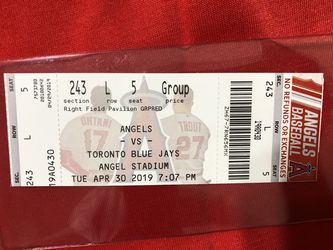 243 L 5 Group
section row seat
Right Field Pavilion GRPRED
OHTANI
17
TROUT
27
ANGELS
- VS -
TORONTO BLUE JAYS
ANGEL STADIUM
TUE APR 30 2019 7:07 PM
SEAT
5
ROW
L
SEC
243
19A0430
SEC
243
ROW
L
SEAT
5
19A0430
NO REFUNDS OR EXCHANGES
ANGELS
BASEBALL